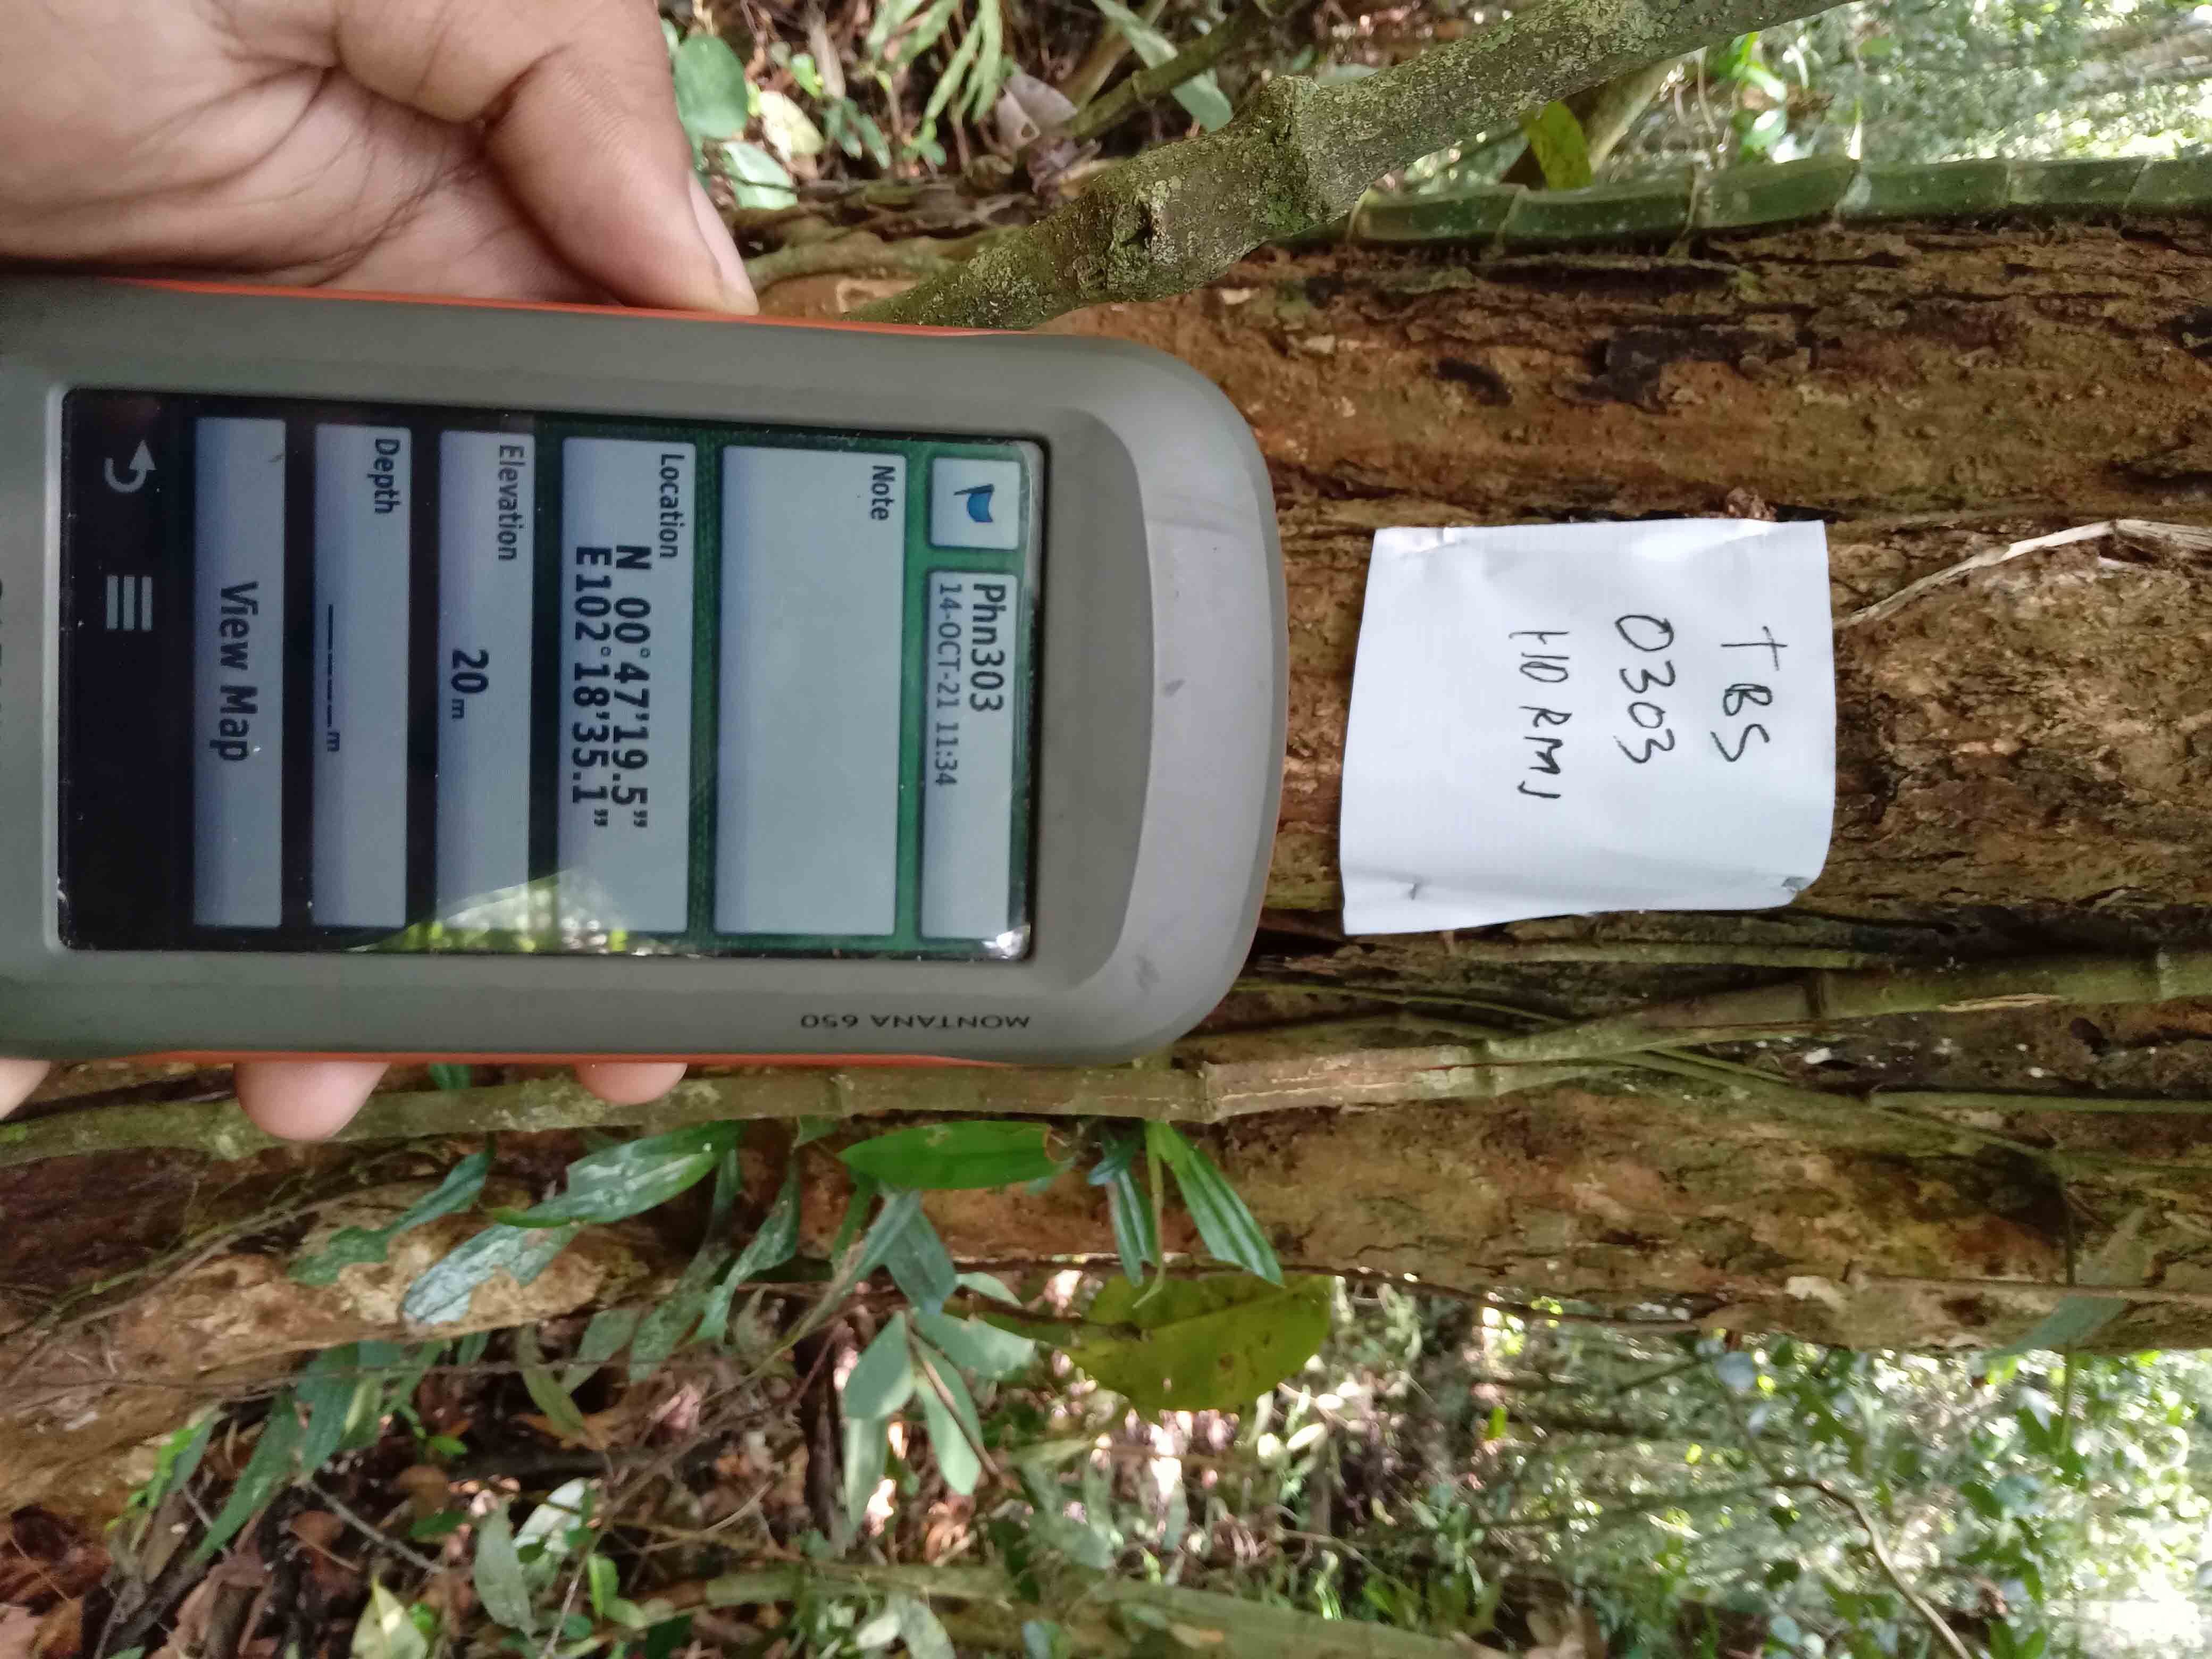 TBS
0303
HD RMJ
MONTANA 650
Phn303
14-OCT-21 11:34
Note
Location
N 00°47'19.5"
E102°18'35.1"
Elevation
20m
Depth
_____m
View Map